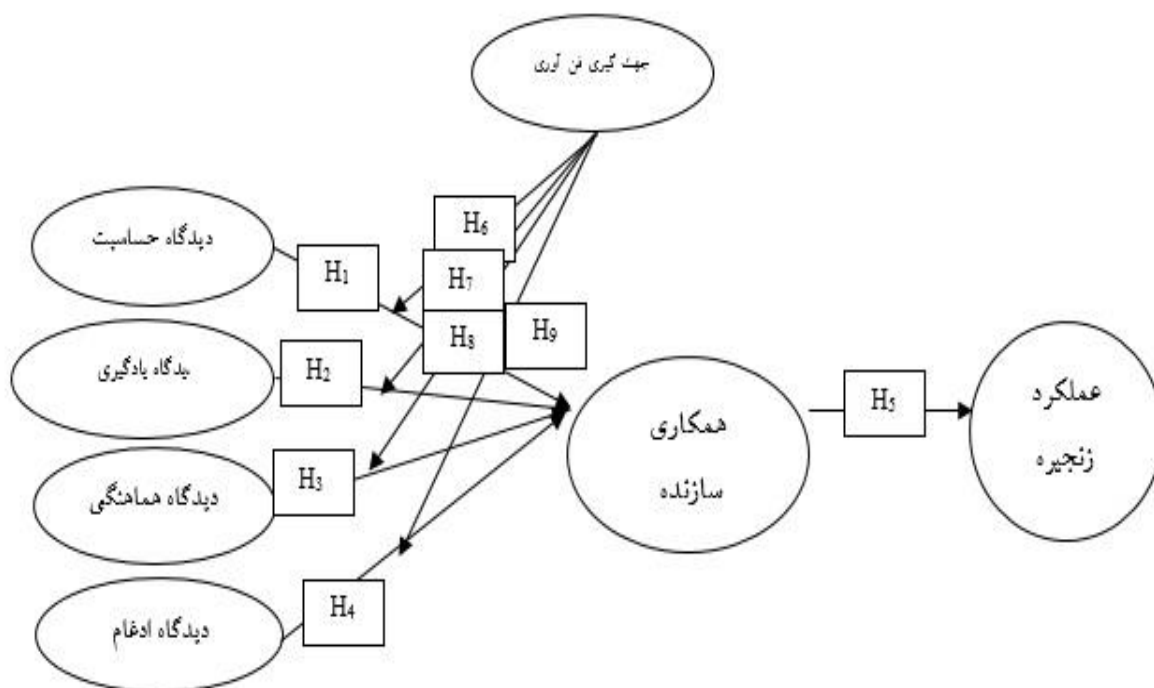 جهت گیری فن آوری
دیدگاه حساسیت
H6
H1
H7
H8
H9
دیدگاه یادگیری
H2
همکاری
سازنده
H5
عملکرد
زنجیره
دیدگاه هماهنگی
H3
دیدگاه ادغام
H4